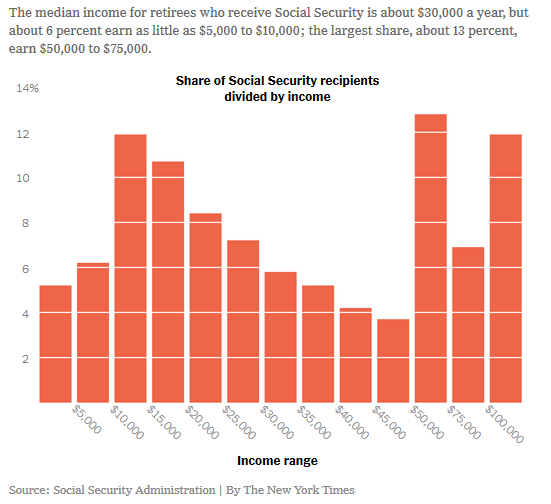 The median income for retirees who receive Social Security is about $30,000 a year, but
about 6 percent earn as little as $5,000 to $10,000; the largest share, about 13 percent,
earn $50,000 to $75,000.
Share of Social Security recipients
divided by income
14%
12
10
8
6
4
2
$5,000
$10,000
$15,000
$20,000
$25,000
$30,000
$35,000
$40,000
$45,000
$50,000
$75,000
$100,000
Income range
Source: Social Security Administration | By The New York Times